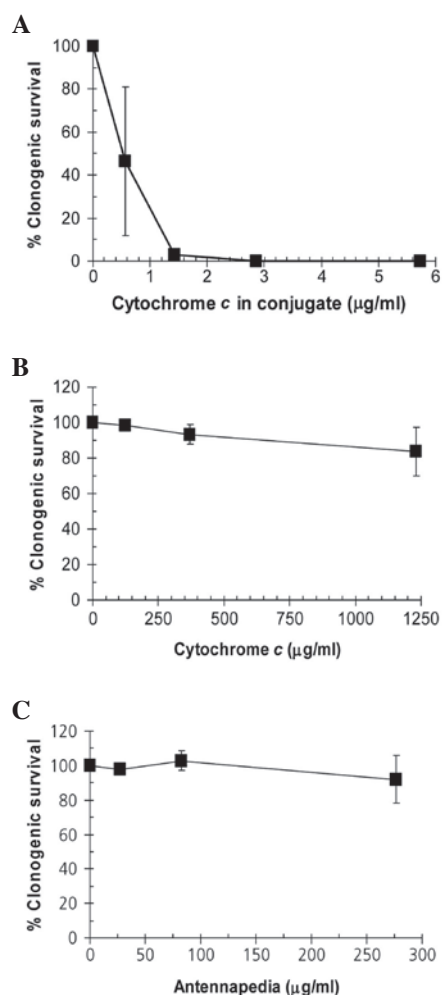 A
% Clonogenic survival
100
80
60
40
20
0
0 1 2 3 4 5 6
Cytochrome c in conjugate (μg/ml)
B
% Clonogenic survival
120
100
80
60
40
20
0
0 250 500 750 1000 1250
Cytochrome c (μg/ml)
C
% Clonogenic survival
120
100
80
60
40
20
0
0 50 100 150 200 250 300
Antennapedia (μg/ml)